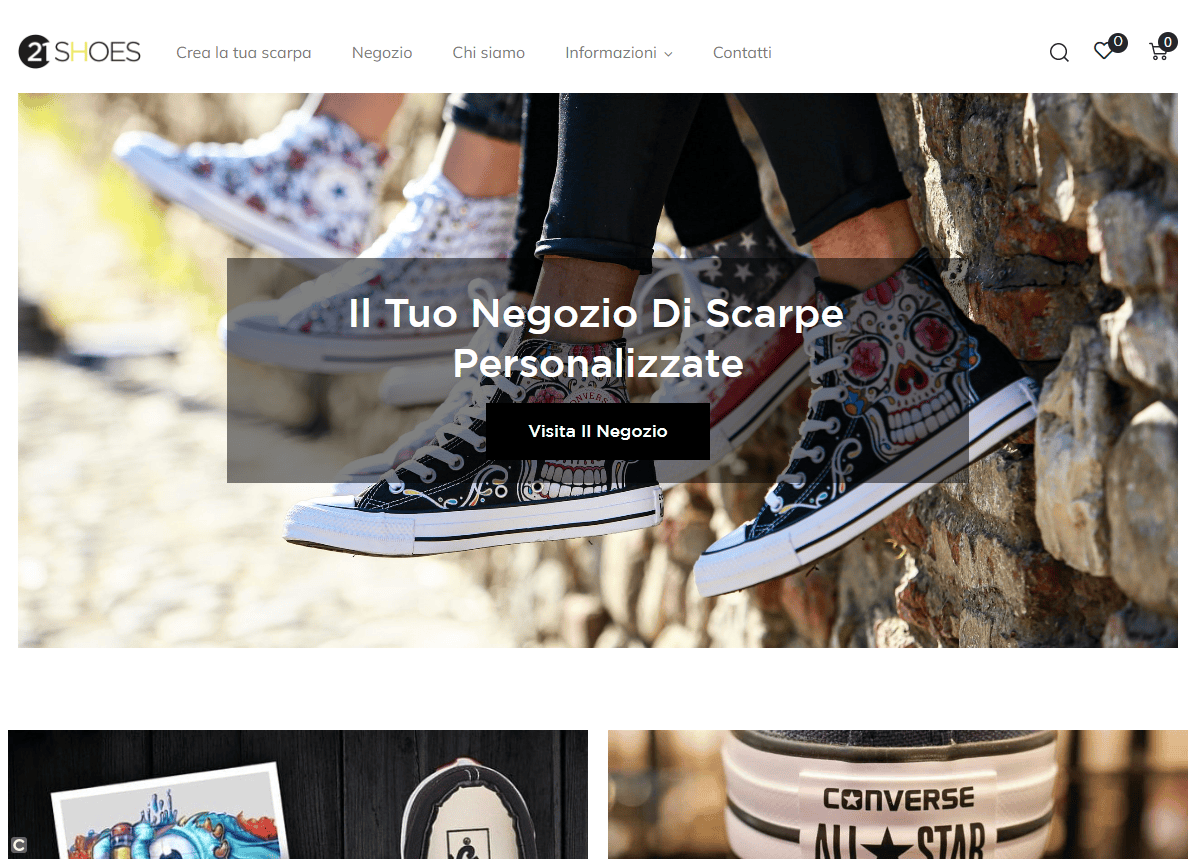 21 SHOES
Crea la tua scarpa
Negozio
Chi siamo
Informazioni
Contatti
0
0
Il Tuo Negozio Di Scarpe
Personalizzate
Visita Il Negozio
CONVERSE
ALL STAR
C